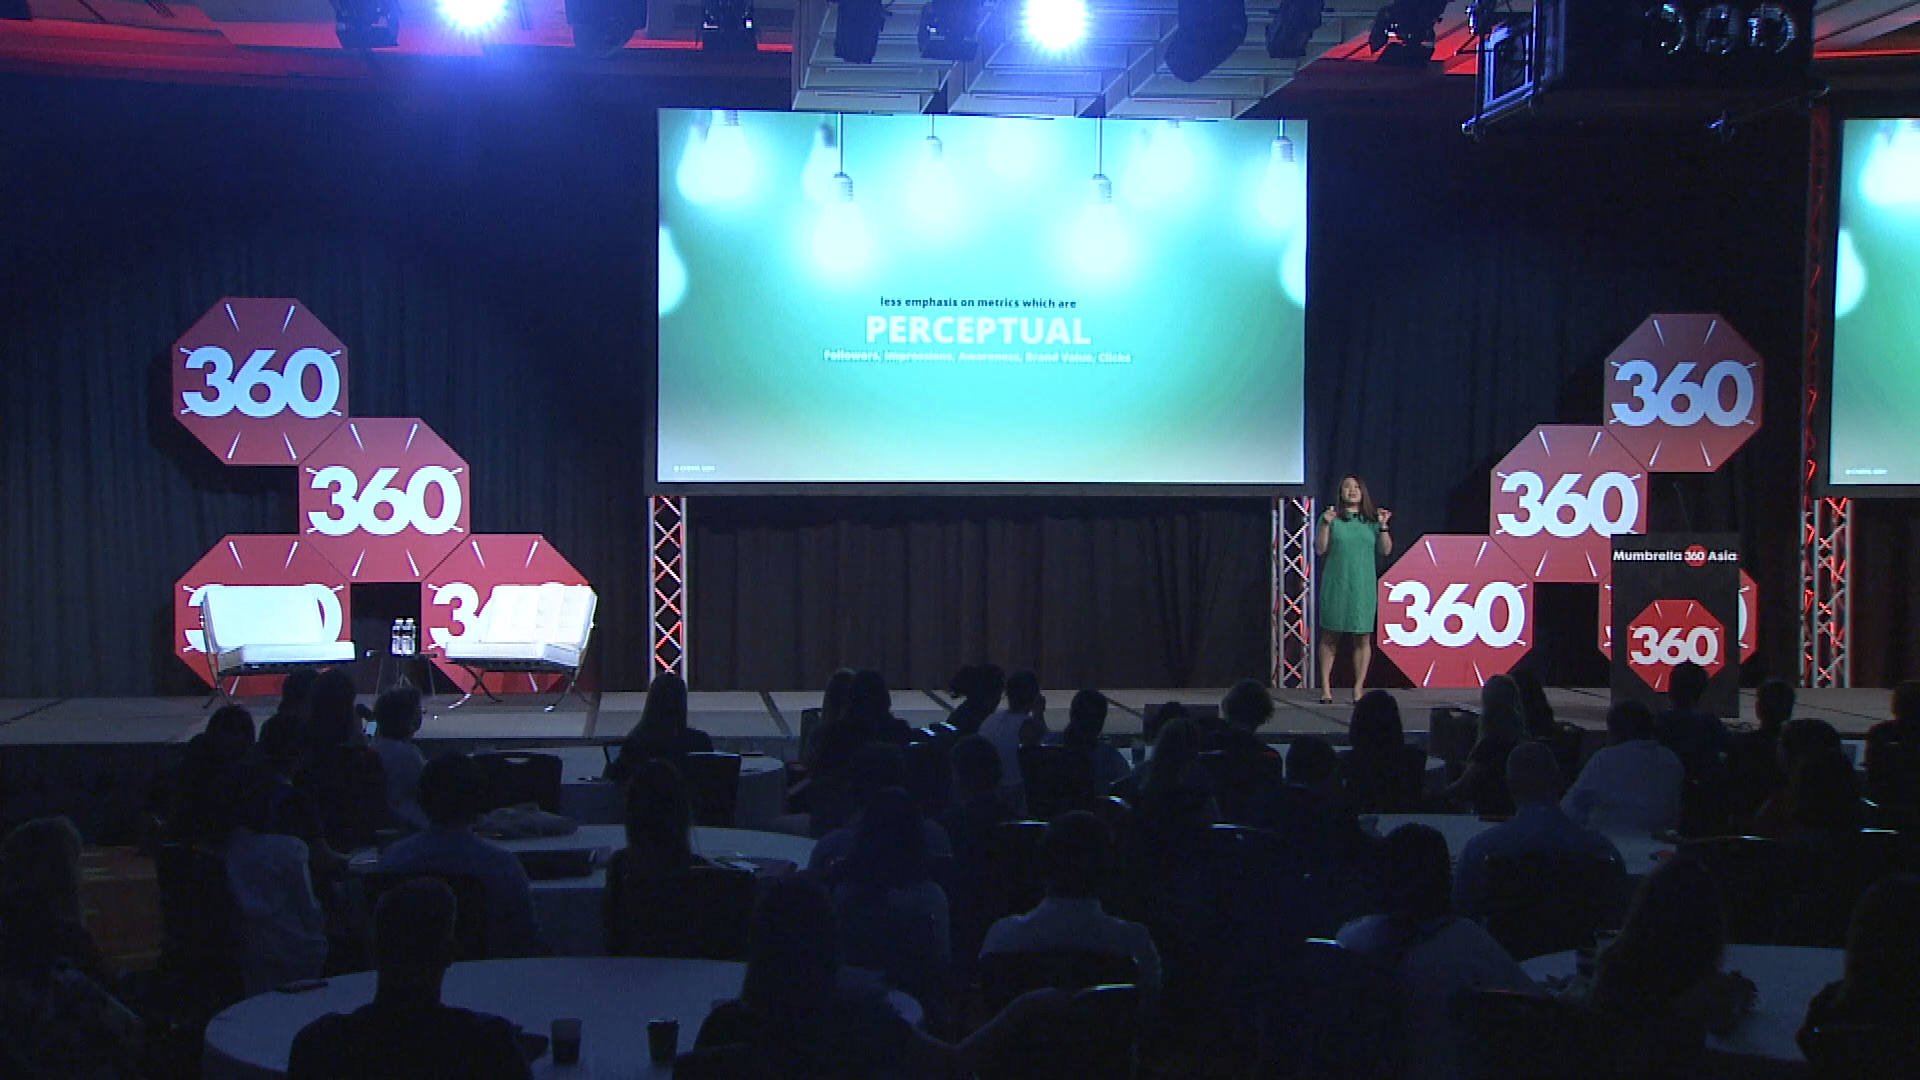 less emphasis on metrics which are
PERCEPTUAL
Followers, Impressions, Awareness, Brand Value, Clicks
360
360
360
36
360
360
360
Mumbrella 360 Asia
360